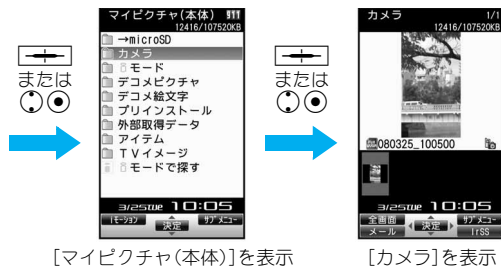 または
マイピクチャ(本体)
12416/107520KB
→microSD
カメラ
iモード
デコメピクチャ
デコメ絵文字
プリインストール
外部取得データ
アイテム
TVイメージ
iモードで探す
3/25TUE 10:05
iモーション 決定 サブメニュー
[マイピクチャ(本体)]を表示
または
カメラ 1/1
12416/107520KB
080325_100500
3/25TUE 10:05
全画面 サブメニュー
決定
メール IrSS
[カメラ]を表示